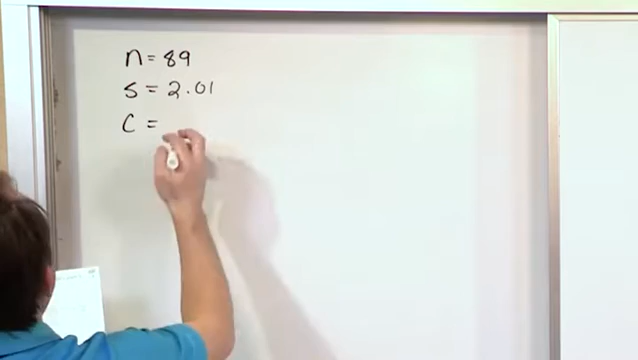 n = 89
s = 2.01
c =